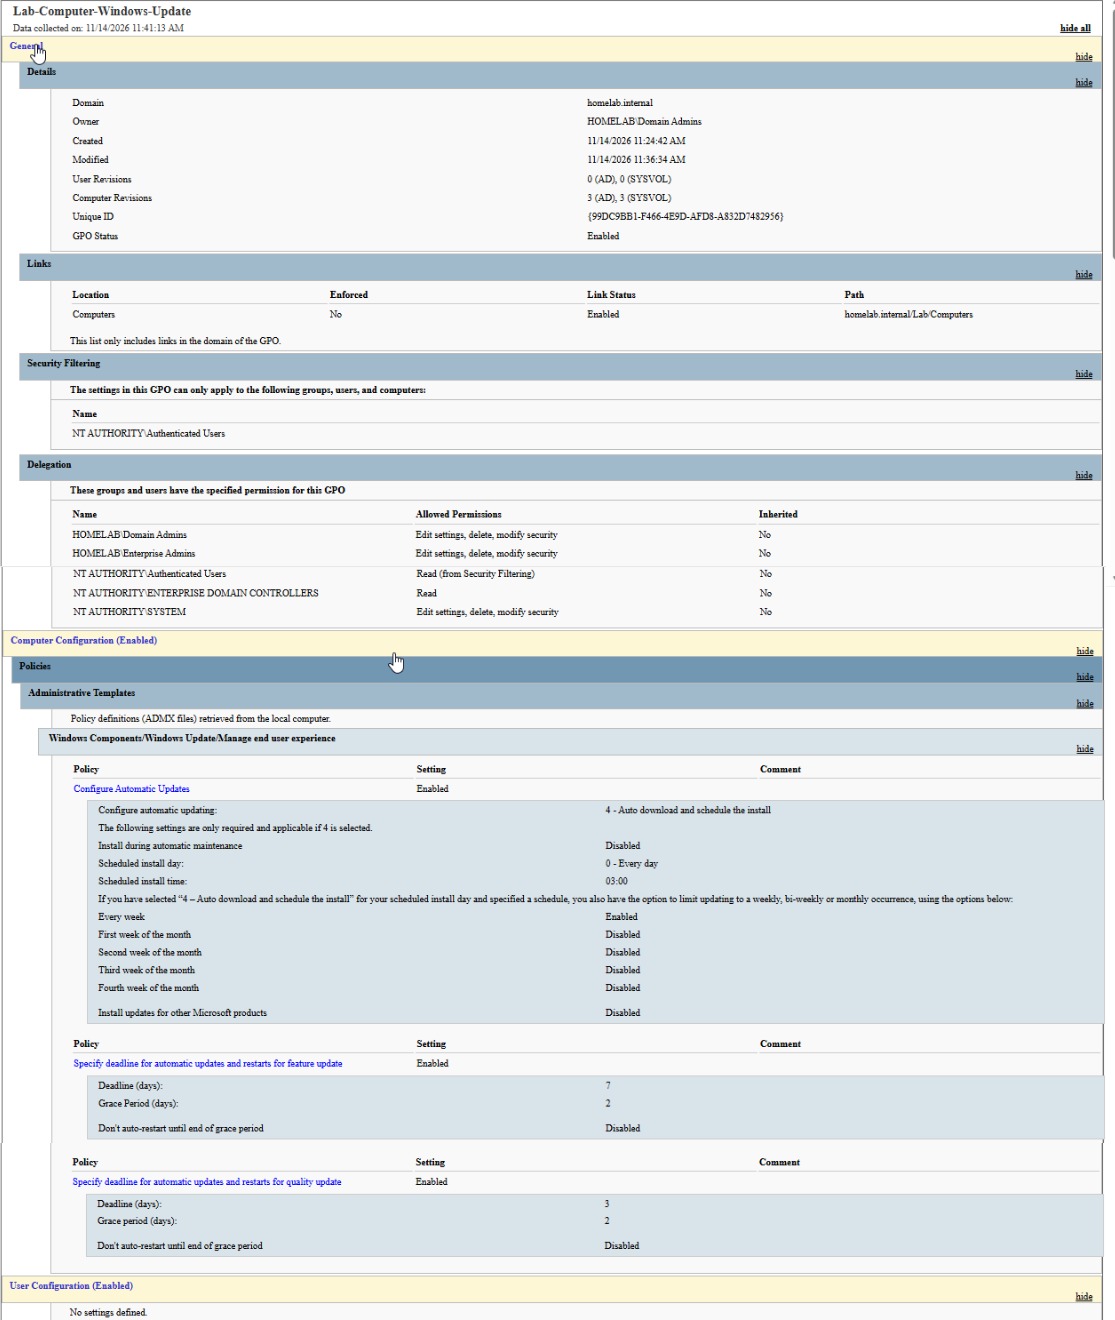 Lab-Computer-Windows-Update
Data collected on: 11/14/2026 11:41:13 AM hide all
General
hide
Details
hide
Domain homelab.internal
Owner HOMELAB\Domain Admins
Created 11/14/2026 11:24:42 AM
Modified 11/14/2026 11:36:34 AM
User Revisions 0 (AD), 0 (SYSVOL)
Computer Revisions 3 (AD), 3 (SYSVOL)
Unique ID {99DC9BB1-F466-4E9D-AFD8-A832D7482956}
GPO Status Enabled
Links
hide
Location Enforced Link Status Path
Computers No Enabled homelab.internal/Lab/Computers
This list only includes links in the domain of the GPO.
Security Filtering
hide
The settings in this GPO can only apply to the following groups, users, and computers:
Name
NT AUTHORITY\Authenticated Users
Delegation
hide
These groups and users have the specified permission for this GPO
Name Allowed Permissions Inherited
HOMELAB\Domain Admins Edit settings, delete, modify security No
HOMELAB\Enterprise Admins Edit settings, delete, modify security No
NT AUTHORITY\Authenticated Users Read (from Security Filtering) No
NT AUTHORITY\ENTERPRISE DOMAIN CONTROLLERS Read No
NT AUTHORITY\SYSTEM Edit settings, delete, modify security No
Computer Configuration (Enabled)
hide
Policies
hide
Administrative Templates
hide
Policy definitions (ADMX files) retrieved from the local computer.
Windows Components/Windows Update/Manage end user experience
hide
Policy Setting Comment
Configure Automatic Updates Enabled
Configure automatic updating: 4 - Auto download and schedule the install
The following settings are only required and applicable if 4 is selected.
Install during automatic maintenance Disabled
Scheduled install day: 0 - Every day
Scheduled install time: 03:00
If you have selected “4 – Auto download and schedule the install” for your scheduled install day and specified a schedule, you also have the option to limit updating to a weekly, bi-weekly or monthly occurrence, using the options below:
Every week Enabled
First week of the month Disabled
Second week of the month Disabled
Third week of the month Disabled
Fourth week of the month Disabled
Install updates for other Microsoft products Disabled
Policy Setting Comment
Specify deadline for automatic updates and restarts for feature update Enabled
Deadline (days): 7
Grace Period (days): 2
Don't auto-restart until end of grace period Disabled
Policy Setting Comment
Specify deadline for automatic updates and restarts for quality update Enabled
Deadline (days): 3
Grace period (days): 2
Don't auto-restart until end of grace period Disabled
User Configuration (Enabled)
hide
No settings defined.